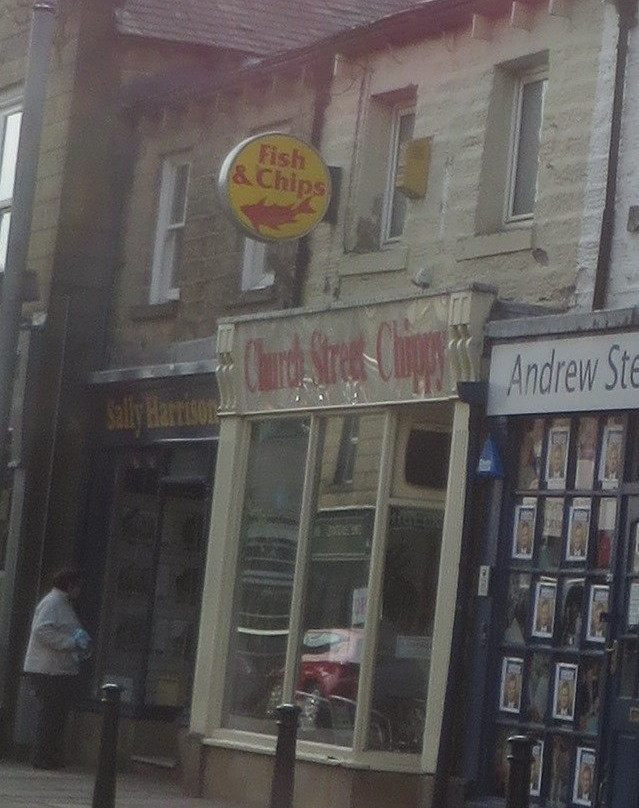 Fish
& Chips
Church Street Chippy
Sally Harrison
Andrew Ste